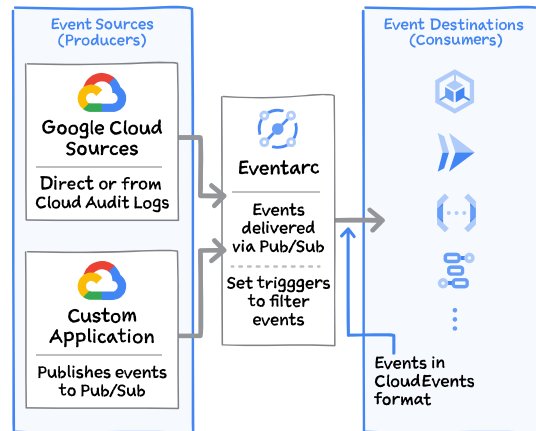 Event Sources
(Producers)
Google Cloud
Sources
Direct or from
Cloud Audit Logs
Custom
Application
Publishes events
to Pub/Sub
Eventarc
Events
delivered
via Pub/Sub
Set trigggers
to filter
events
Event Destinations
(Consumers)
Events in
CloudEvents
format